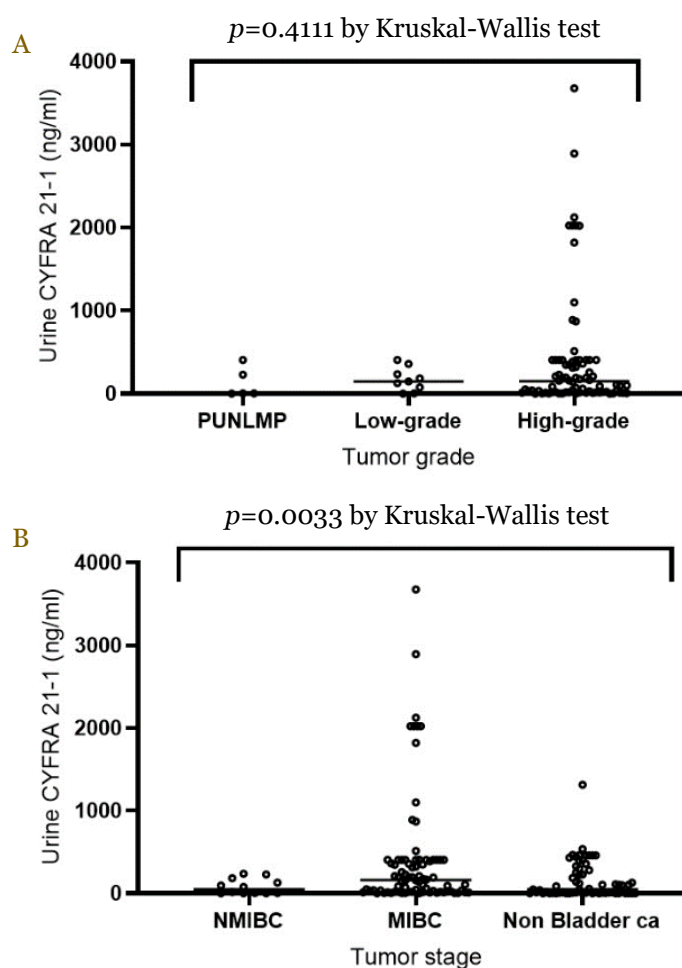 A
p=0.4111 by Kruskal-Wallis test
Urine CYFRA 21-1 (ng/ml)
4000
3000
2000
1000
0
PUNLMP Low-grade High-grade
Tumor grade
B
p=0.0033 by Kruskal-Wallis test
Urine CYFRA 21-1 (ng/ml)
4000
3000
2000
1000
0
NMIBC MIBC Non Bladder ca
Tumor stage